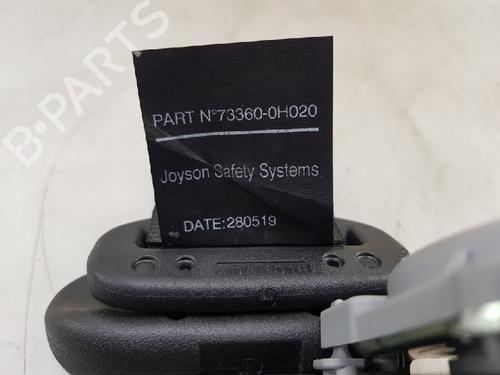 B-PARTS
PART N°73360-0H020
Joyson Safety Systems
DATE:280519